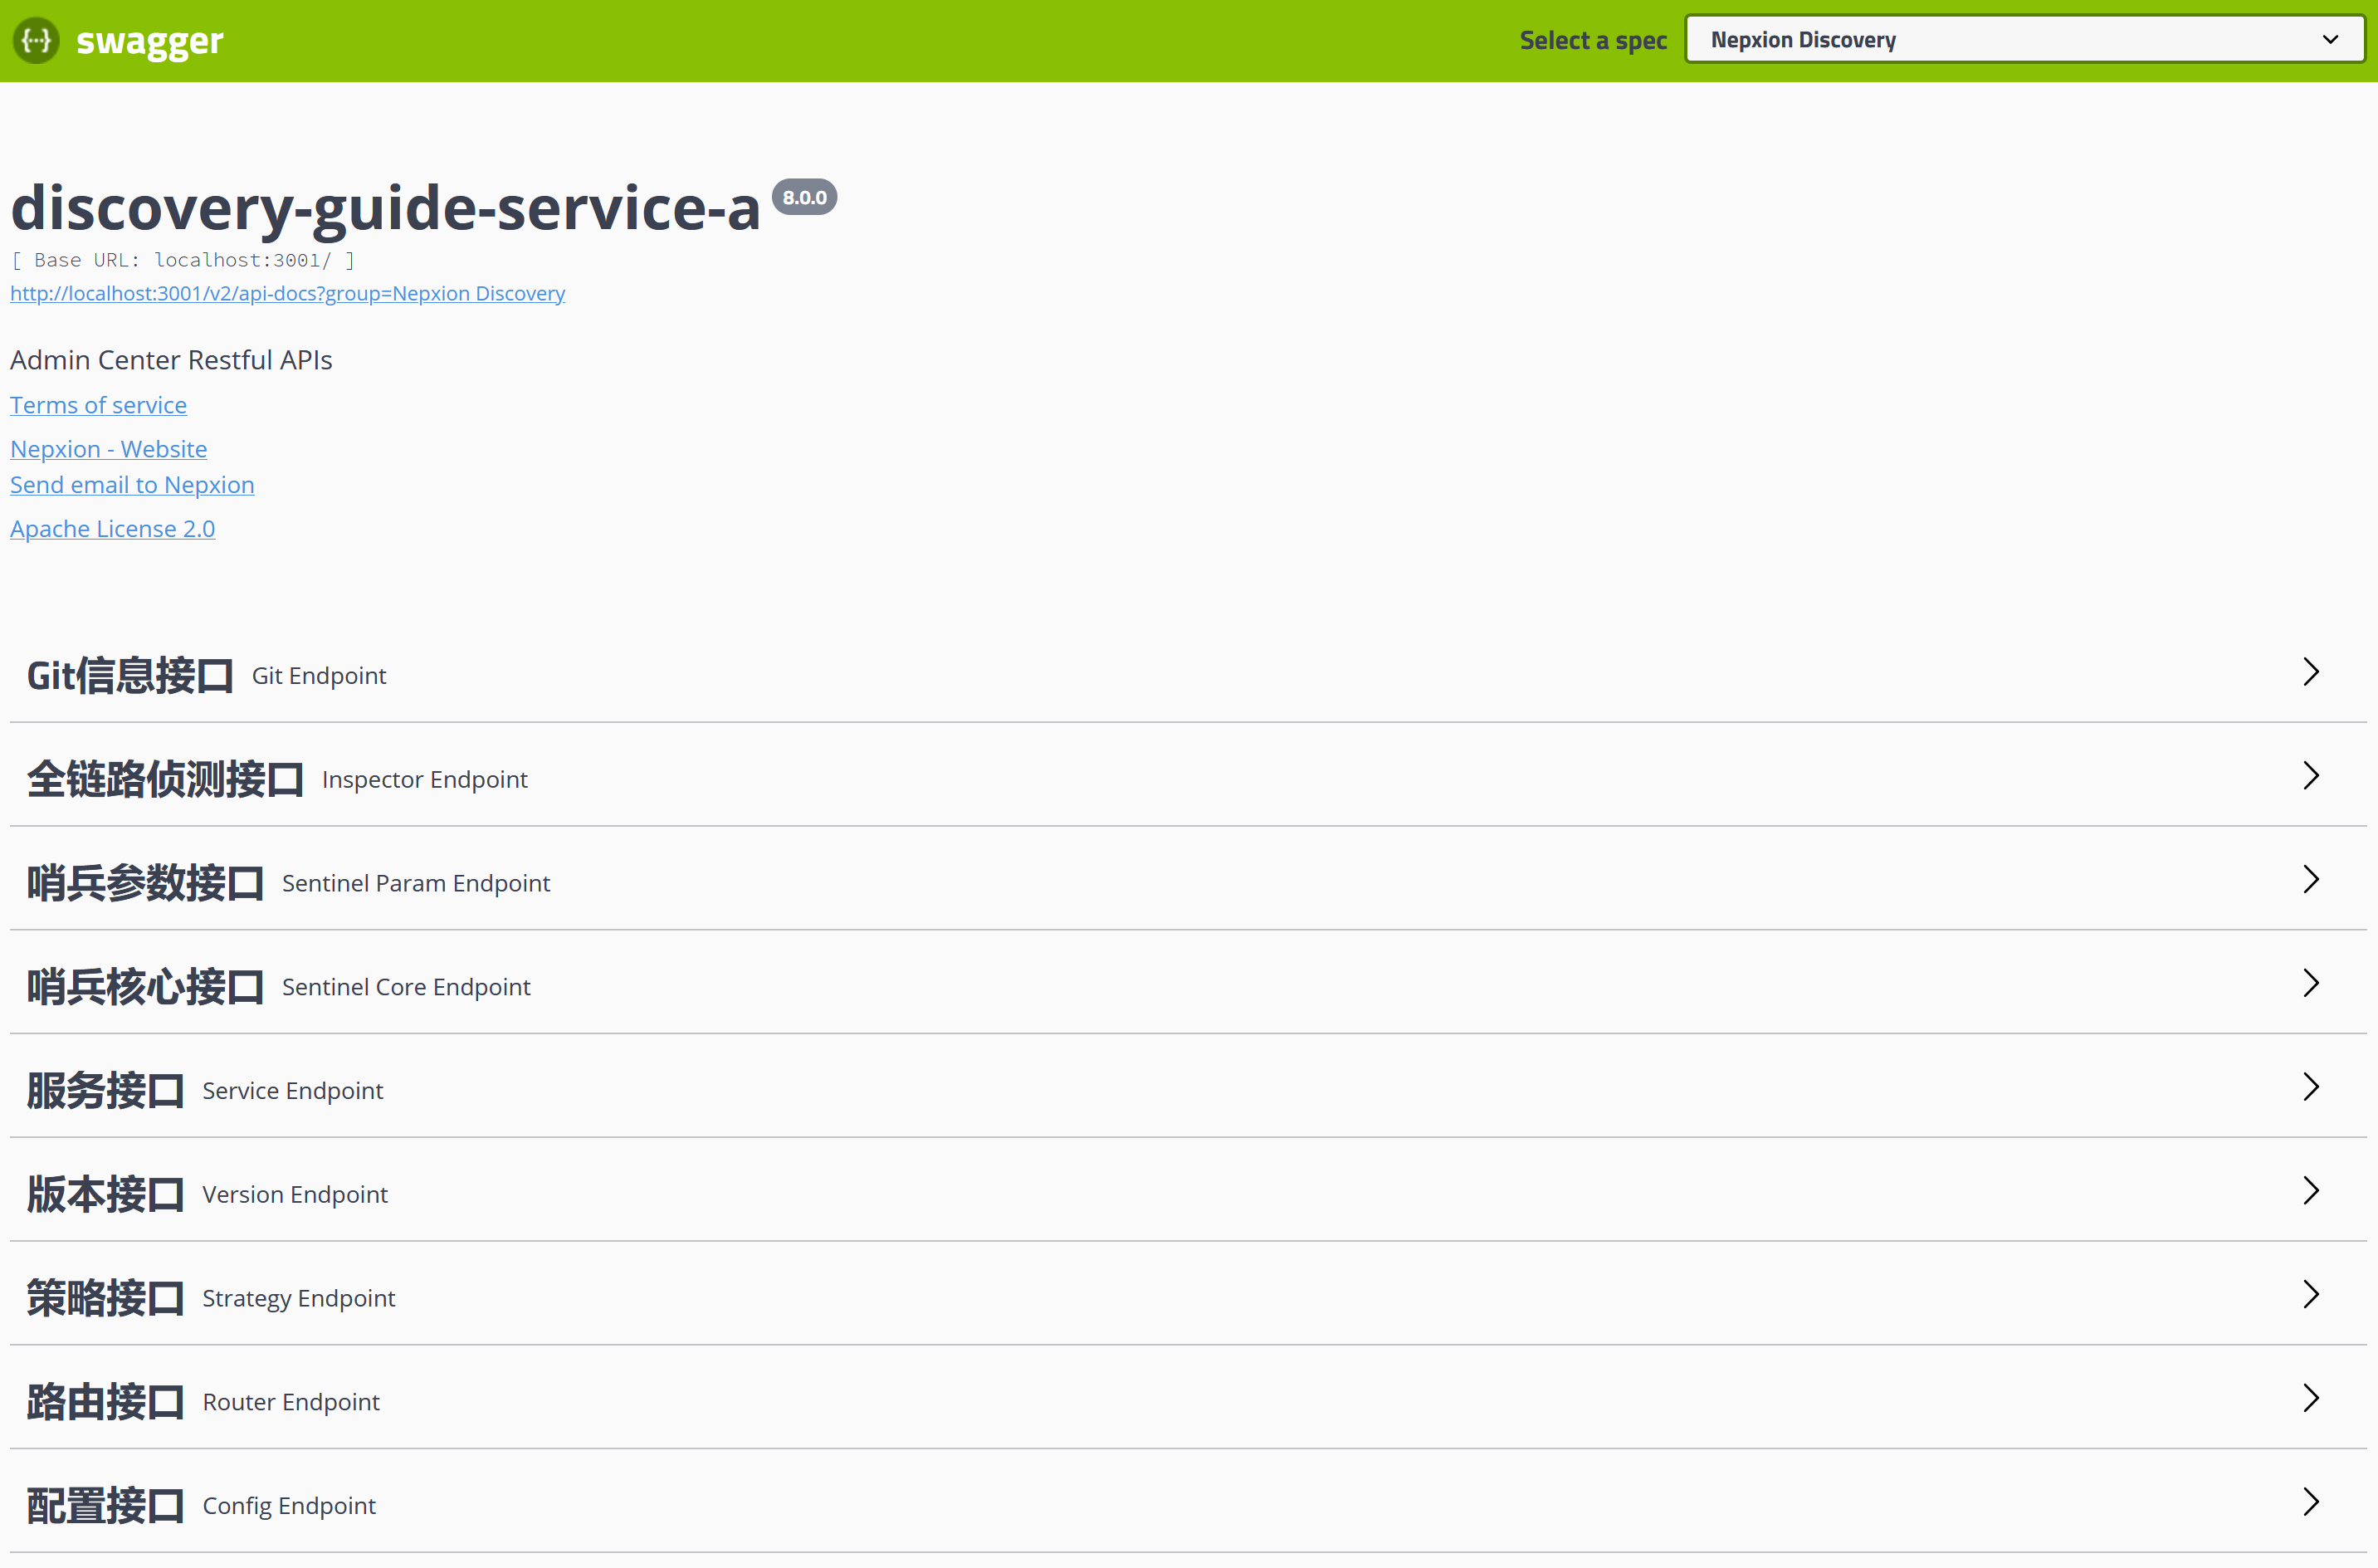 swagger
Select a spec
Nepxion Discovery
discovery-guide-service-a 8.0.0
[ Base URL: localhost:3001/ ]
http://localhost:3001/v2/api-docs?group=Nepxion Discovery
Admin Center Restful APIs
Terms of service
Nepxion - Website
Send email to Nepxion
Apache License 2.0
Git信息接口 Git Endpoint
全链路侦测接口 Inspector Endpoint
哨兵参数接口 Sentinel Param Endpoint
哨兵核心接口 Sentinel Core Endpoint
服务接口 Service Endpoint
版本接口 Version Endpoint
策略接口 Strategy Endpoint
路由接口 Router Endpoint
配置接口 Config Endpoint